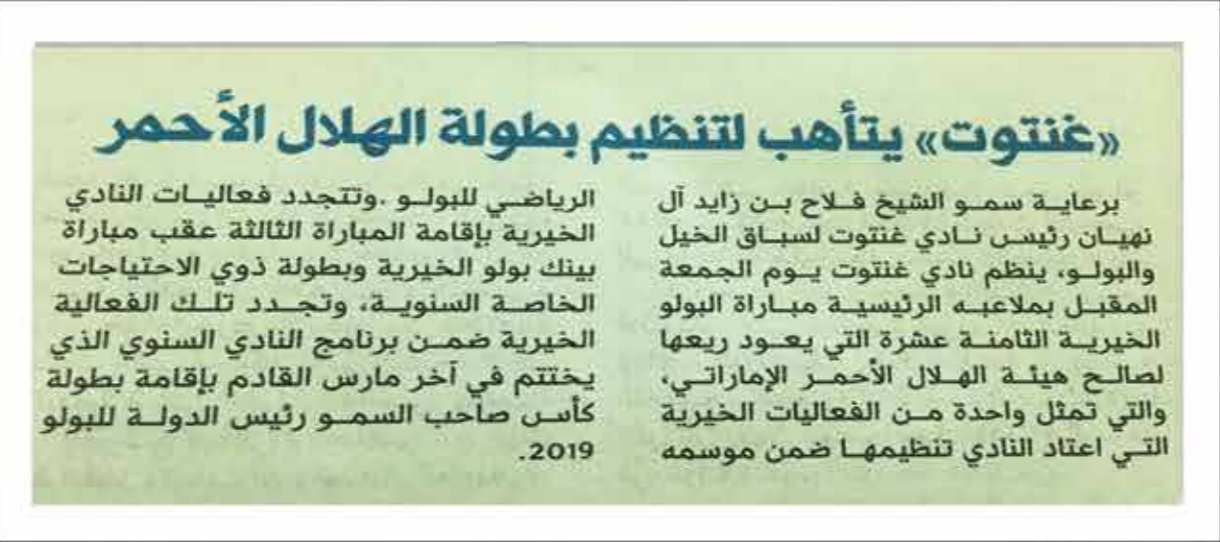 «غنتوت» يتأهب لتنظيم بطولة الهلال الأحمر
برعاية سمو الشيخ فلاح بن زايد آل
نهيان رئيس نادي غنتوت لسباق الخيل
والبولو، ينظم نادي غنتوت يوم الجمعة
المقبل بملاعبه الرئيسية مباراة البولو
الخيرية الثامنة عشرة التي يعود ريعها
لصالح هيئة الهلال الأحمر الإماراتي،
والتي تمثل واحدة من الفعاليات الخيرية
التي اعتاد النادي تنظيمها ضمن موسمه
الرياضي للبولو .وتتجدد فعاليات النادي
الخيرية بإقامة المباراة الثالثة عقب مباراة
بينك بولو الخيرية وبطولة ذوي الاحتياجات
الخاصة السنوية، وتجدد تلك الفعالية
الخيرية ضمن برنامج النادي السنوي الذي
يختتم في آخر مارس القادم بإقامة بطولة
كأس صاحب السمو رئيس الدولة للبولو
2019.